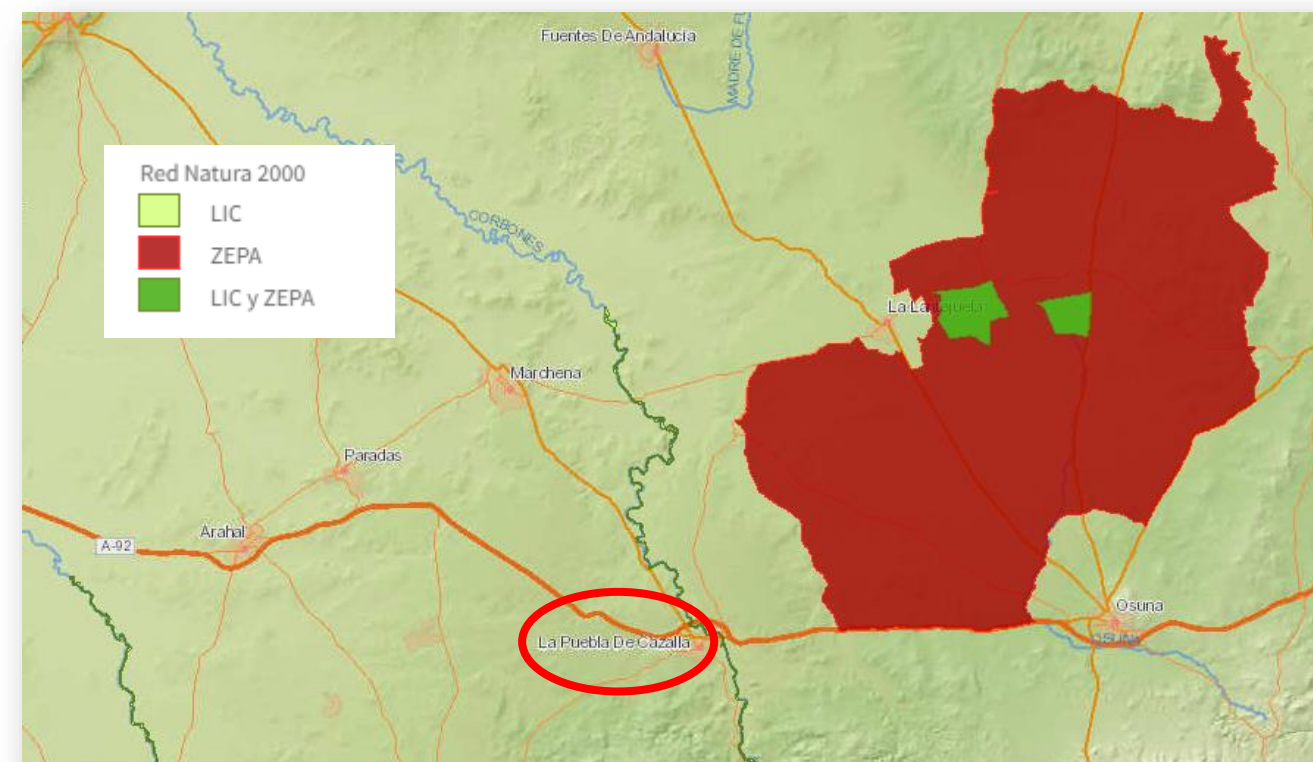 Fuentes De Andalucía
MADRE DE FU
Red Natura 2000
LIC
ZEPA
LIC y ZEPA
CORBONES
La Lantejuela
Marchena
Paradas
Arahal
A-92
La Puebla De Cazalla
Osuna
OSUNA